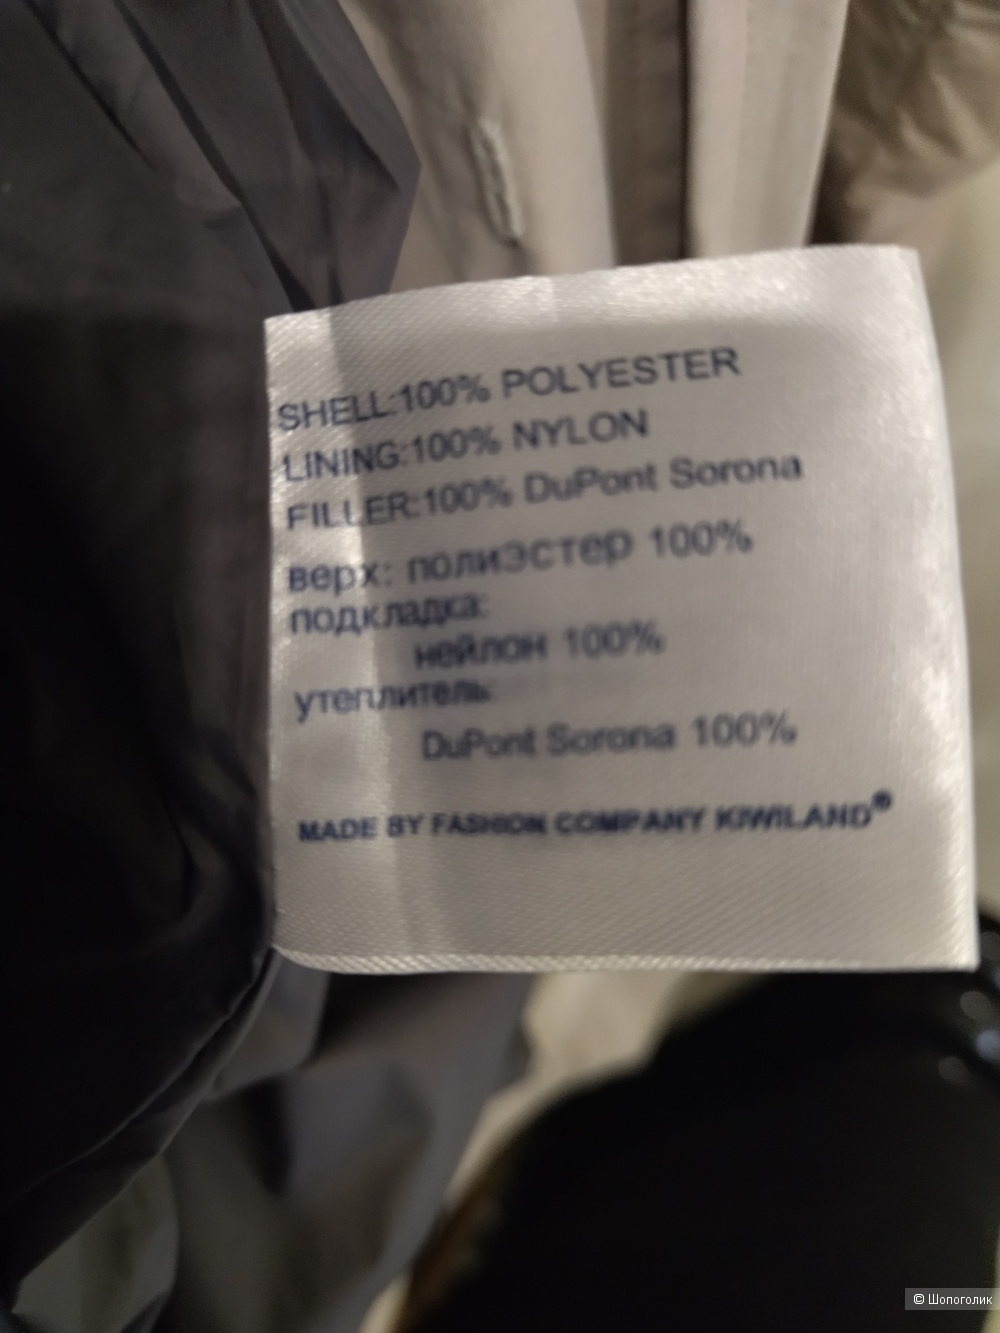 SHELL:100% POLYESTER
LINING:100% NYLON
FILLER:100% DuPont Sorona
верх: полиЭстер 100%
подкладка:
нейлон 100%
утеплитель:
DuPont Sorona 100%
MADE BY FASHION COMPANY KIWILAND®
© Шопоголик